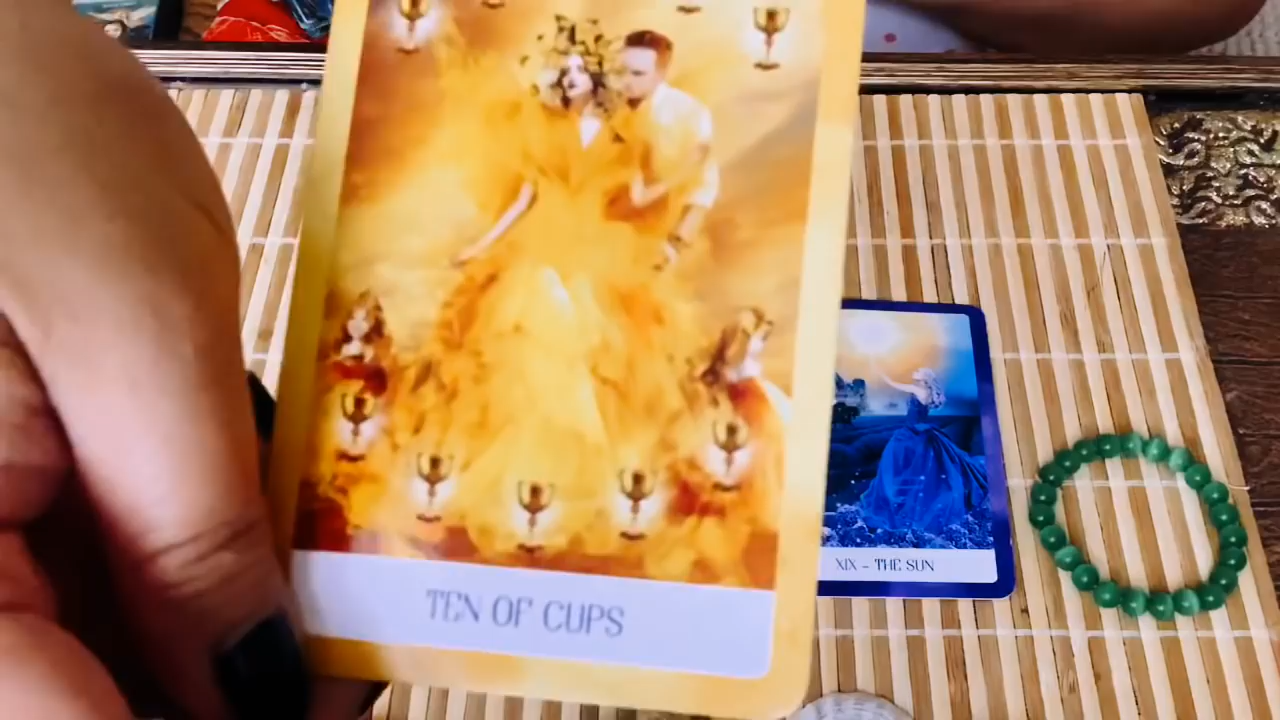 TEN OF CUPS
XIX - THE SUN